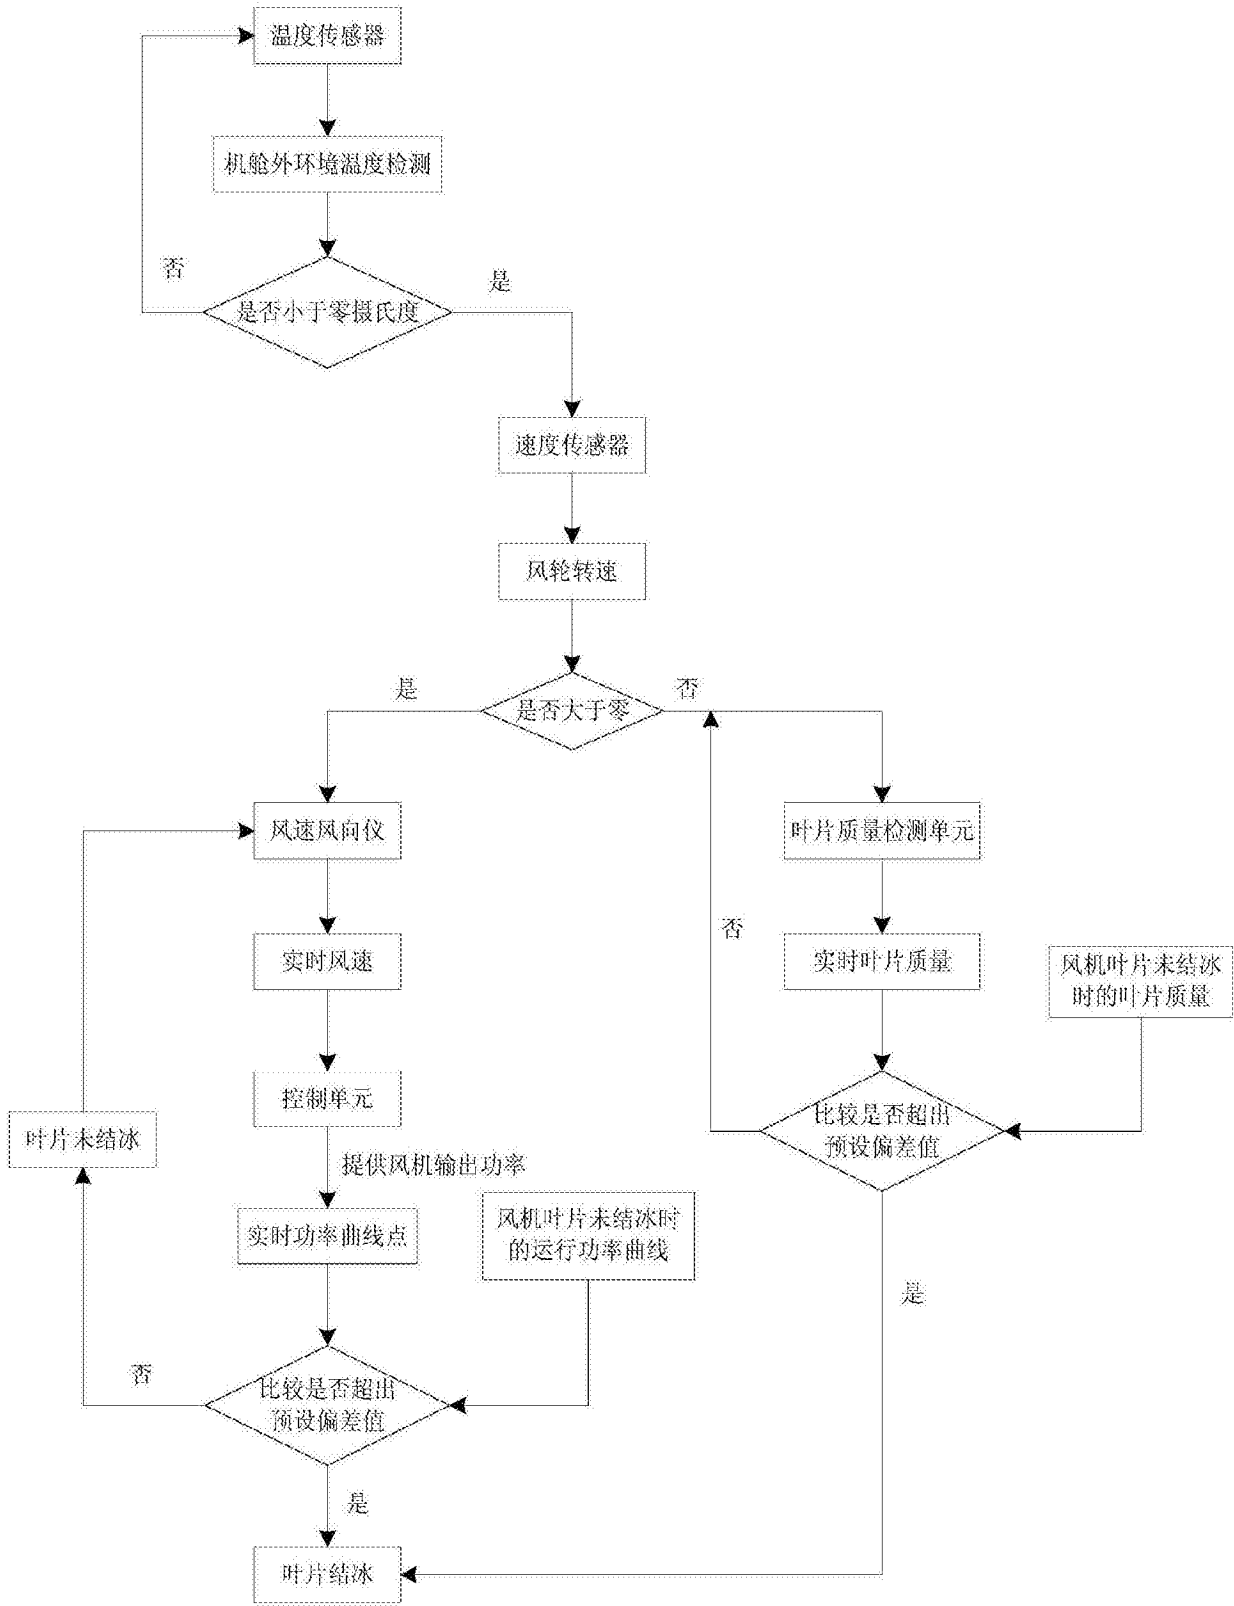 温度传感器
机舱外环境温度检测
否
是
是否小于零摄氏度
速度传感器
风轮转速
是
否
是否大于零
风速风向仪
叶片质量检测单元
否
实时风速
实时叶片质量
风机叶片未结冰
时的叶片质量
控制单元
比较是否超出
预设偏差值
叶片未结冰
提供风机输出功率
实时功率曲线点
风机叶片未结冰时
的运行功率曲线
是
否
比较是否超出
预设偏差值
是
叶片结冰